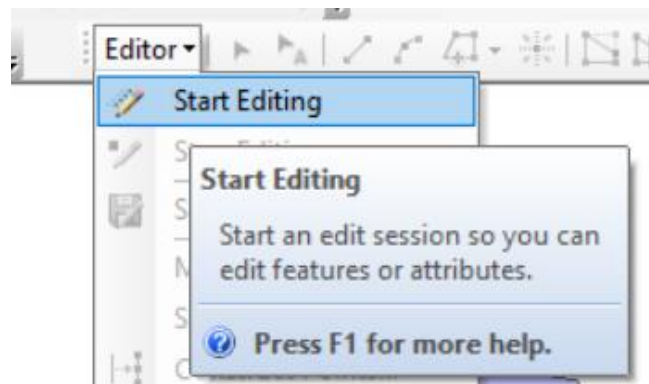 Editor
Start Editing
Start Editing
Start an edit session so you can
edit features or attributes.
Press F1 for more help.